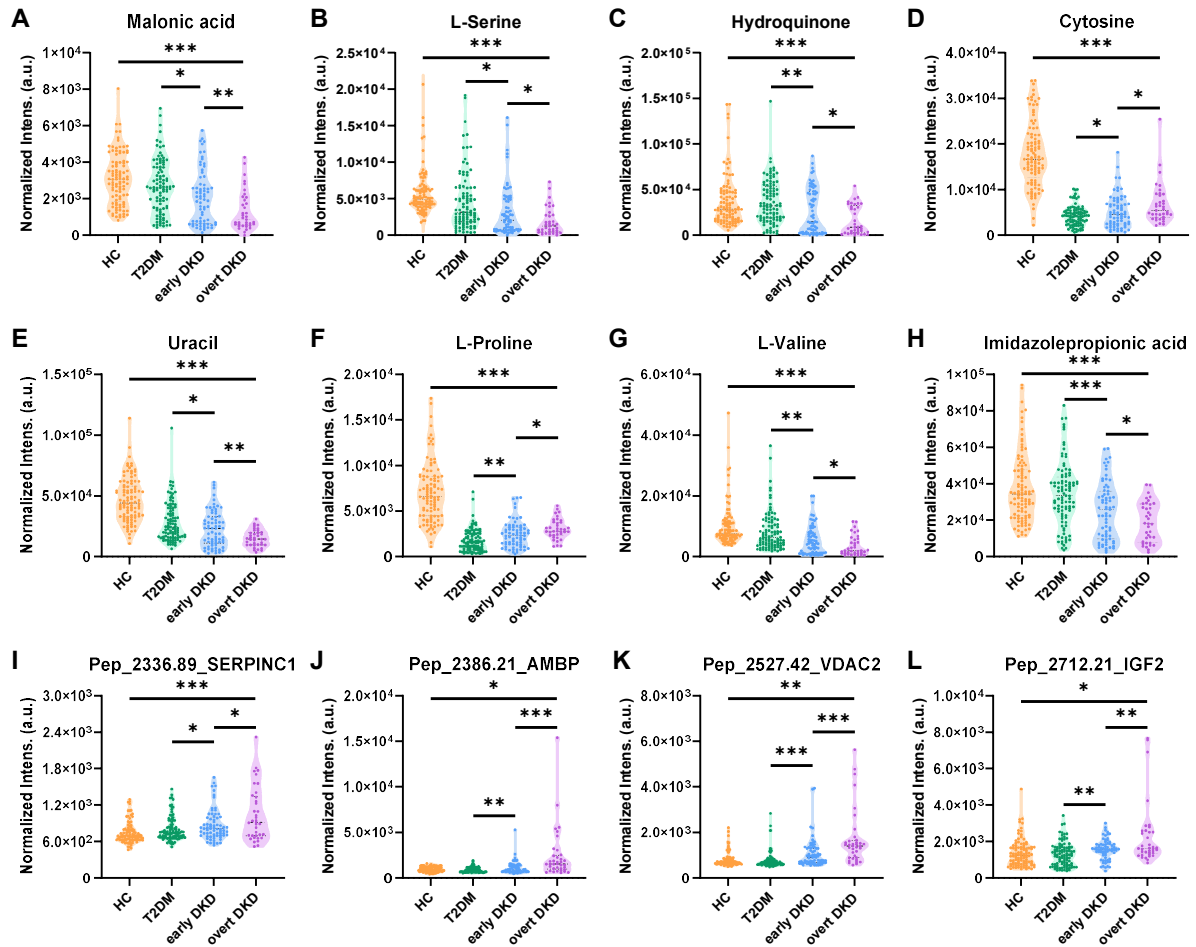 A
Malonic acid
Normalized Intens. (a.u.)
1×10⁴
8×10³
6×10³
4×10³
2×10³
0
***
*
**
HC
T2DM
early DKD
overt DKD
B
L-Serine
Normalized Intens. (a.u.)
2.5×10⁴
2.0×10⁴
1.5×10⁴
1.0×10⁴
5.0×10³
0
***
*
*
HC
T2DM
early DKD
overt DKD
C
Hydroquinone
Normalized Intens. (a.u.)
2.0×10⁵
1.5×10⁵
1.0×10⁵
5.0×10⁴
0
***
**
*
HC
T2DM
early DKD
overt DKD
D
Cytosine
Normalized Intens. (a.u.)
4.0×10⁴
3.0×10⁴
2.0×10⁴
1.0×10⁴
0
***
*
*
HC
T2DM
early DKD
overt DKD
E
Uracil
Normalized Intens. (a.u.)
1.5×10⁵
1.0×10⁵
5.0×10⁴
0
***
*
**
HC
T2DM
early DKD
overt DKD
F
L-Proline
Normalized Intens. (a.u.)
2.0×10⁴
1.5×10⁴
1.0×10⁴
5.0×10³
0
***
*
**
HC
T2DM
early DKD
overt DKD
G
L-Valine
Normalized Intens. (a.u.)
6.0×10⁴
4.0×10⁴
2.0×10⁴
0
***
**
*
HC
T2DM
early DKD
overt DKD
H
Imidazolepropionic acid
Normalized Intens. (a.u.)
1×10⁵
8×10⁴
6×10⁴
4×10⁴
2×10⁴
0
***
***
*
HC
T2DM
early DKD
overt DKD
I
Pep_2336.89_SERPINC1
Normalized Intens. (a.u.)
3.0×10³
2.4×10³
1.8×10³
1.2×10³
6.0×10²
0
***
*
*
HC
T2DM
early DKD
overt DKD
J
Pep_2386.21_AMBP
Normalized Intens. (a.u.)
2.0×10⁴
1.5×10⁴
1.0×10⁴
5.0×10³
0
*
***
**
HC
T2DM
early DKD
overt DKD
K
Pep_2527.42_VDAC2
Normalized Intens. (a.u.)
8.0×10³
6.0×10³
4.0×10³
2.0×10³
0
**
***
***
HC
T2DM
early DKD
overt DKD
L
Pep_2712.21_IGF2
Normalized Intens. (a.u.)
1.0×10⁴
8.0×10³
6.0×10³
4.0×10³
2.0×10³
0
*
**
**
HC
T2DM
early DKD
overt DKD